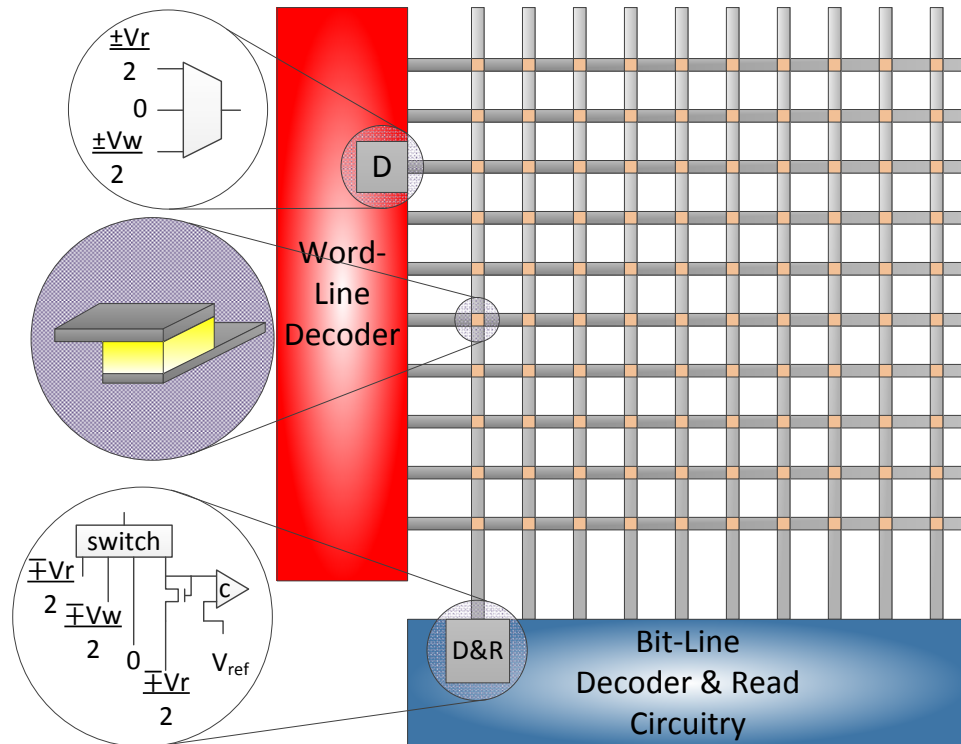 ±Vr
2
0
±Vw
2
D
Word-
Line
Decoder
switch
∓Vr
2
∓Vw
2
0
∓Vr
2
C
Vref
D&R
Bit-Line
Decoder & Read
Circuitry